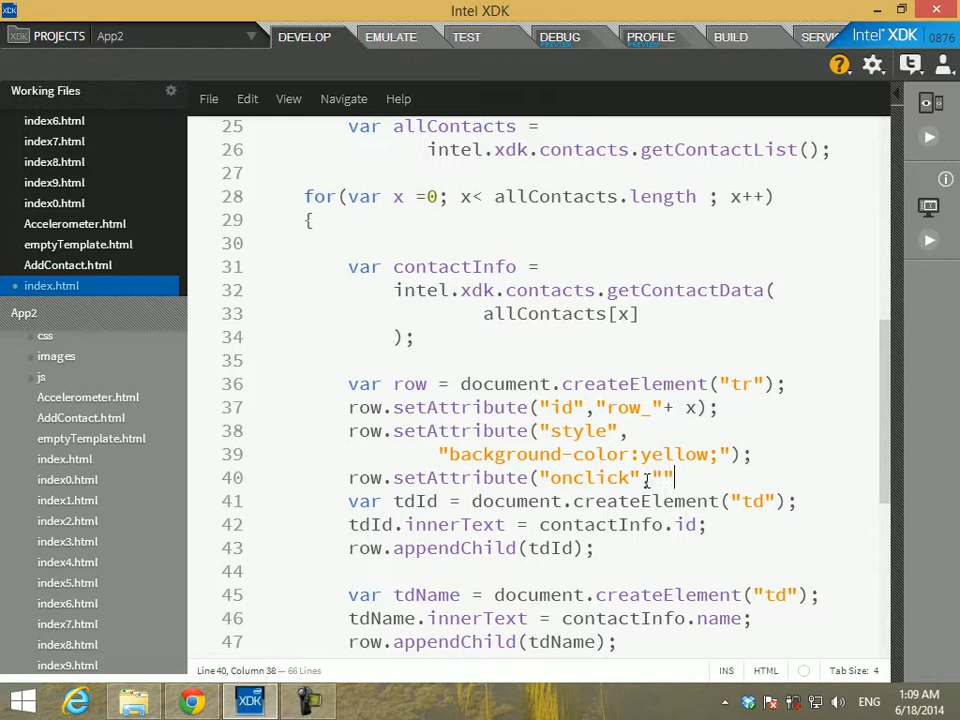 Intel XDK
PROJECTS App2 DEVELOP EMULATE TEST DEBUG PREVIEW PROFILE PREVIEW BUILD intel XDK 0876
Working Files
File Edit View Navigate Help
index6.html
index7.html
index8.html
index9.html
index0.html
Accelerometer.html
emptyTemplate.html
AddContact.html
index.html
App2
css
images
js
Accelerometer.html
AddContact.html
emptyTemplate.html
index.html
index0.html
index2.html
index3.html
index4.html
index5.html
index6.html
index7.html
index8.html
index9.html
25 var allContacts =
26 intel.xdk.contacts.getContactList();
27
28 for(var x =0; x< allContacts.length ; x++)
29 {
30
31 var contactInfo =
32 intel.xdk.contacts.getContactData(
33 allContacts[x]
34 );
35
36 var row = document.createElement("tr");
37 row.setAttribute("id","row_"+ x);
38 row.setAttribute("style",
39 "background-color:yellow;");
40 row.setAttribute("onclick",""
41 var tdId = document.createElement("td");
42 tdId.innerText = contactInfo.id;
43 row.appendChild(tdId);
44
45 var tdName = document.createElement("td");
46 tdName.innerText = contactInfo.name;
47 row.appendChild(tdName);
Line 40, Column 38 — 66 Lines INS HTML Tab Size: 4
XDK ENG 1:09 AM
6/18/2014